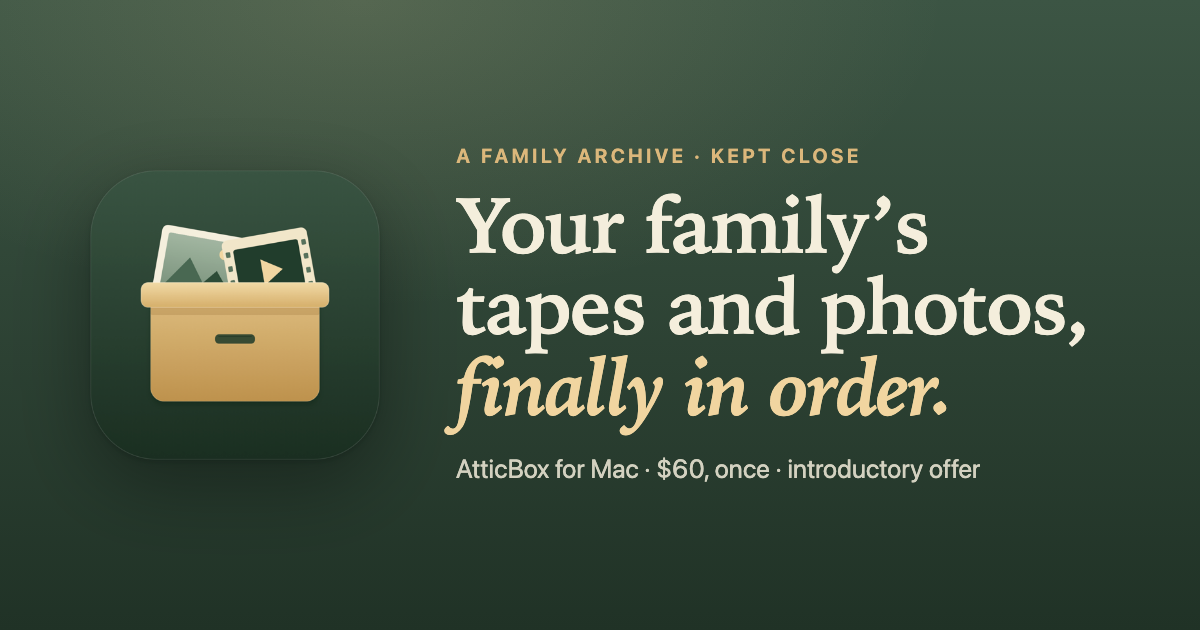 A FAMILY ARCHIVE · KEPT CLOSE
Your family’s
tapes and photos,
finally in order.
AtticBox for Mac · $60, once · introductory offer